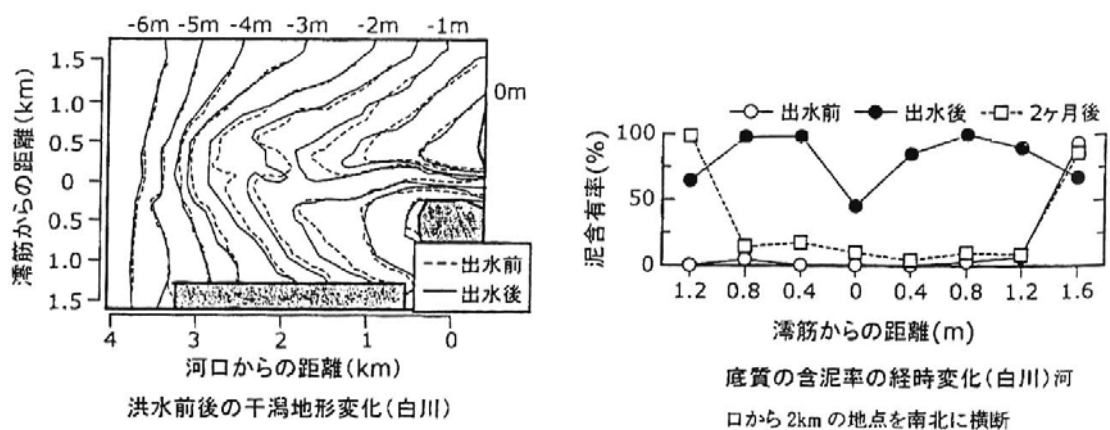 -6m -5m -4m -3m -2m -1m
0m
澪筋からの距離(km)
1.5
1.0
0.5
0
0.5
1.0
1.5
出水前
出水後
4 3 2 1 0
河口からの距離(km)
洪水前後の干潟地形変化(白川)
出水前 出水後 2ヶ月後
泥含有率(%)
100
50
0
1.2 0.8 0.4 0 0.4 0.8 1.2 1.6
澪筋からの距離(m)
底質の含泥率の経時変化(白川)河
口から2kmの地点を南北に横断